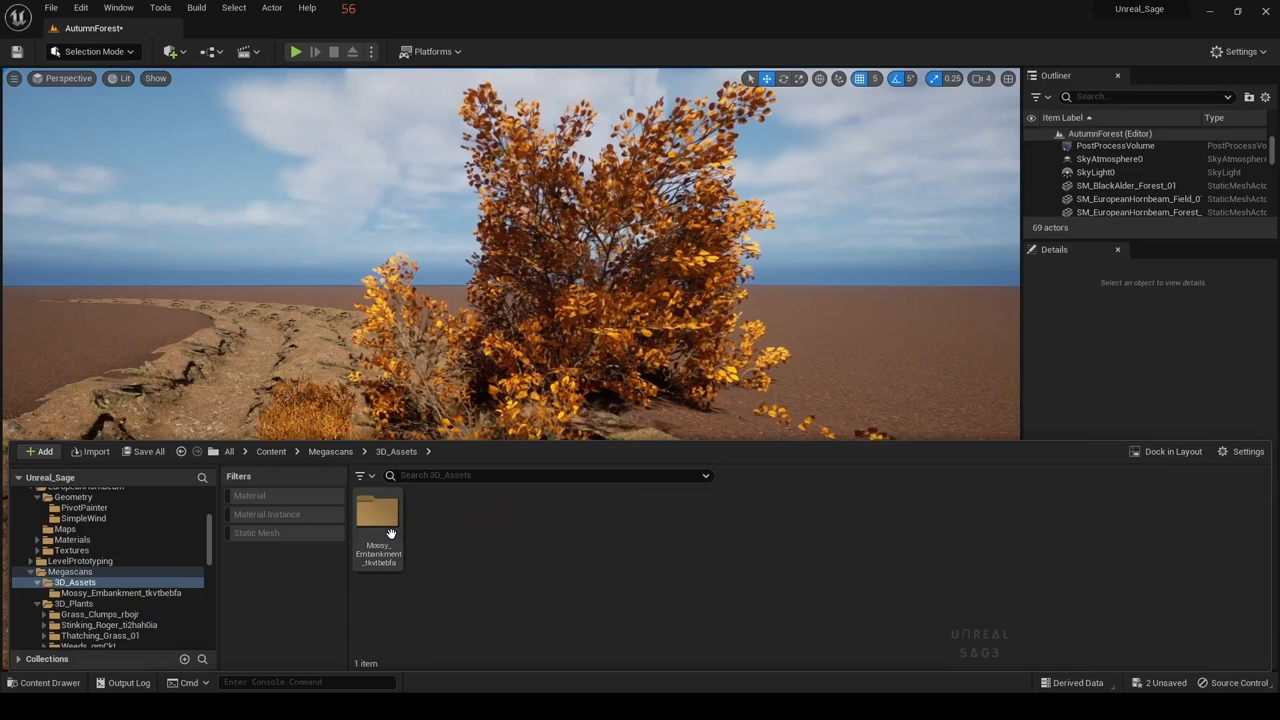 File Edit Window Tools Build Select Actor Help 56 Unreal_Sage
AutumnForest*
Selection Mode Platforms Settings
Perspective Lit Show 5 5° 0.25 4 Outliner
Search...
Item Label Type
AutumnForest (Editor)
PostProcessVolume PostProcessVo
SkyAtmosphere0 SkyAtmosphere
SkyLight0 SkyLight
SM_BlackAlder_Forest_01 StaticMeshActo
SM_EuropeanHornbeam_Field_0 StaticMeshActo
SM_EuropeanHornbeam_Forest_ StaticMeshActo
69 actors
Details
Select an object to view details.
Add Import Save All All Content Megascans 3D_Assets Dock in Layout Settings
Unreal_Sage Filters Search 3D_Assets
Geometry
PivotPainter
SimpleWind
Maps
Materials
Textures
LevelPrototyping
Megascans
3D_Assets
Mossy_Embankment_tkvtbebfa
3D_Plants
Grass_Clumps_rbojr
Stinking_Roger_ti2hah0ia
Thatching_Grass_01
Material
Material Instance
Static Mesh
Mossy_
Embankment
_tkvtbebfa
UNREAL
SAG3
Collections 1 item
Content Drawer Output Log Cmd Enter Console Command Derived Data 2 Unsaved Source Control